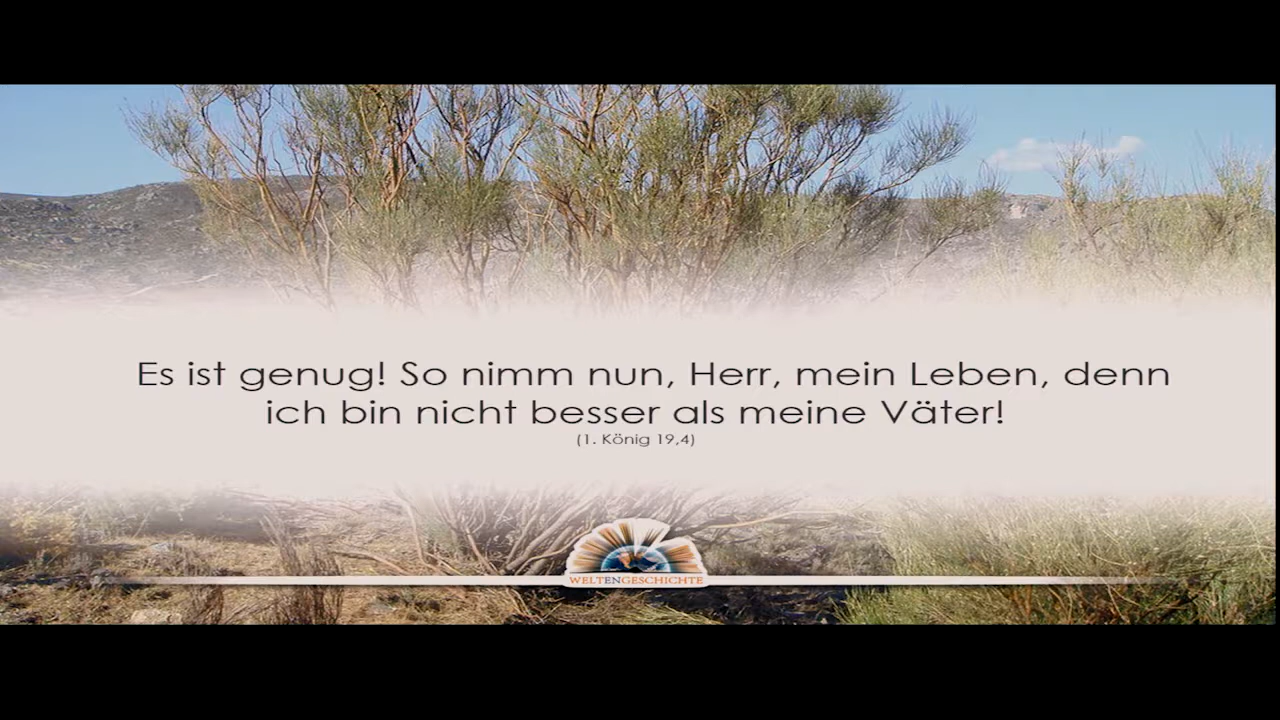 Es ist genug! So nimm nun, Herr, mein Leben, denn
ich bin nicht besser als meine Väter!
(1. König 19,4)
WELTENGESCHICHTE